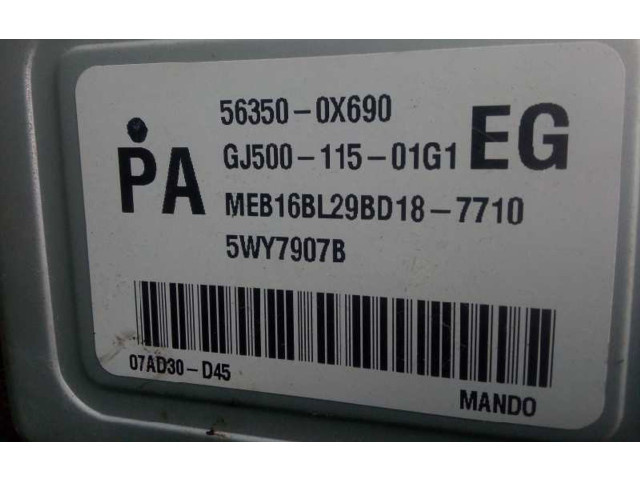 56350-0X690
PA GJ500-115-01G1 EG
MEB16BL29BD18-7710
5WY7907B
07AD30-D45
MANDO